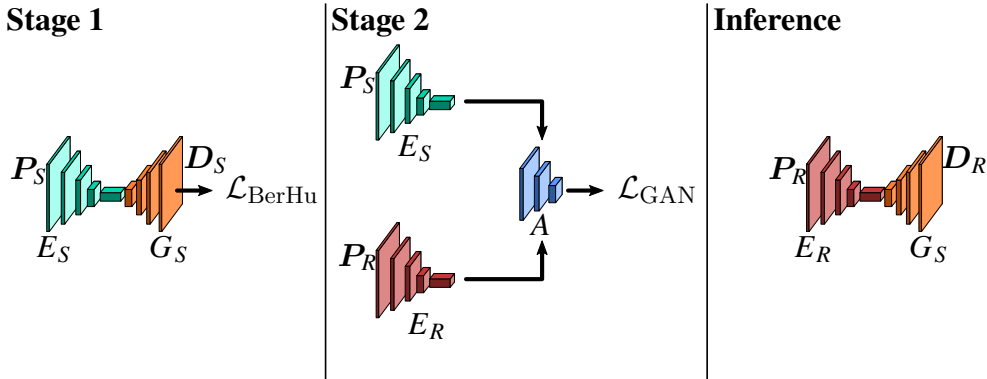 Stage 1
P_S
D_S
L_BerHu
E_S
G_S
Stage 2
P_S
E_S
A
L_GAN
P_R
E_R
Inference
P_R
D_R
E_R
G_S